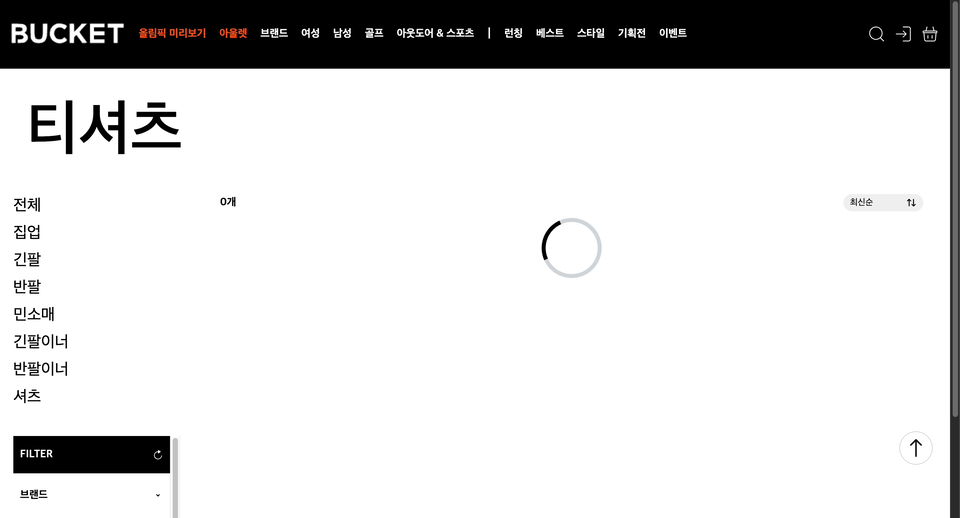 BUCKET 올림픽 미리보기 아울렛 브랜드 여성 남성 골프 아웃도어 & 스포츠 | 런칭 베스트 스타일 기획전 이벤트
티셔츠
전체
0개 최신순
집업
긴팔
반팔
민소매
긴팔이너
반팔이너
셔츠
FILTER
브랜드